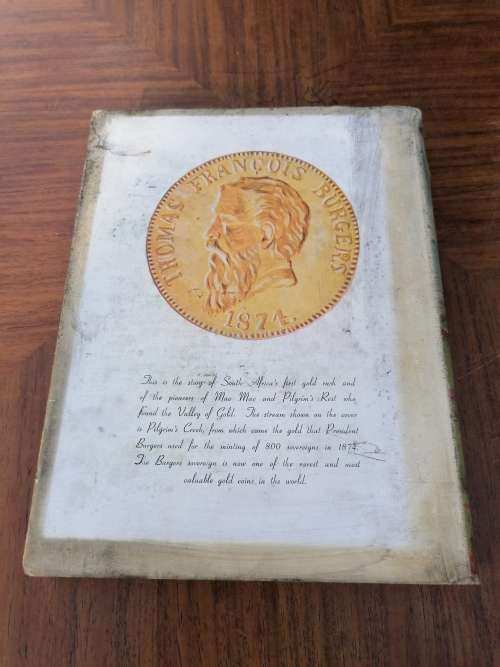 THOMAS FRANÇOIS BURGERS
1874.
This is the story of South Africa's first gold rush and
of the pioneers of Mac Mac and Pilgrim's Rest who
found the Valley of Gold. The stream shown on the cover
is Pilgrim's Creek, from which came the gold that President
Burgers used for the minting of 800 sovereigns in 1874.
The Burgers sovereign is now one of the rarest and most
valuable gold coins in the world.